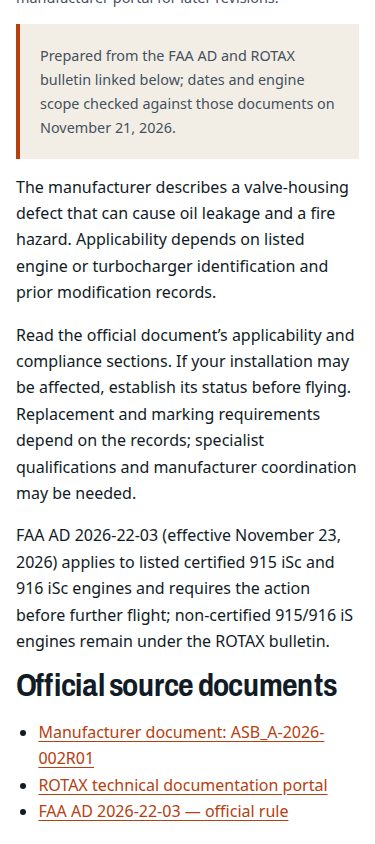 manufacturer portal for later revisions.
Prepared from the FAA AD and ROTAX
bulletin linked below; dates and engine
scope checked against those documents on
November 21, 2026.
The manufacturer describes a valve-housing
defect that can cause oil leakage and a fire
hazard. Applicability depends on listed
engine or turbocharger identification and
prior modification records.
Read the official document’s applicability and
compliance sections. If your installation may
be affected, establish its status before flying.
Replacement and marking requirements
depend on the records; specialist
qualifications and manufacturer coordination
may be needed.
FAA AD 2026-22-03 (effective November 23,
2026) applies to listed certified 915 iSc and
916 iSc engines and requires the action
before further flight; non-certified 915/916 iS
engines remain under the ROTAX bulletin.
Official source documents
• Manufacturer document: ASB_A-2026-
002R01
• ROTAX technical documentation portal
• FAA AD 2026-22-03 — official rule